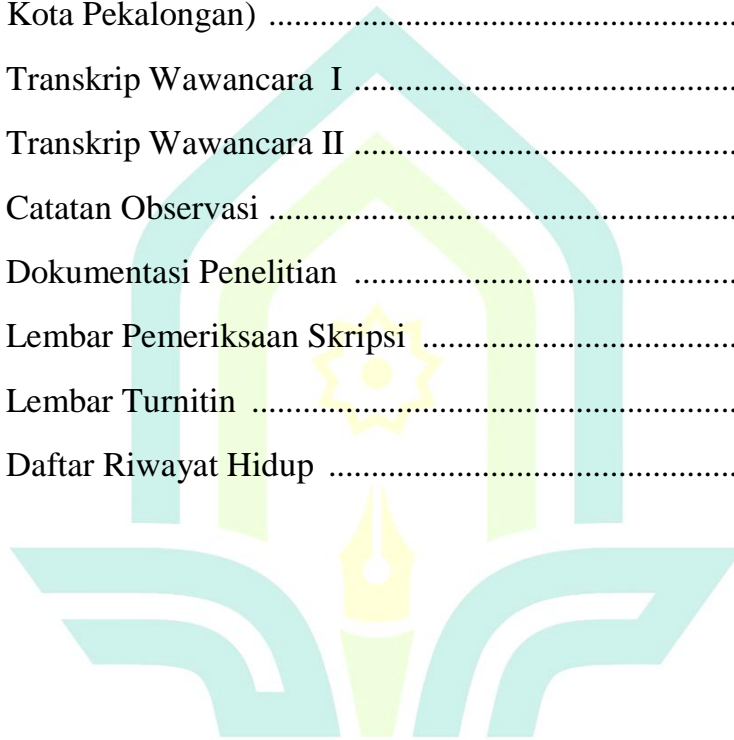 Kota Pekalongan) ......................................................
Transkrip Wawancara  I ............................................
Transkrip Wawancara II ............................................
Catatan Observasi ......................................................
Dokumentasi Penelitian  ............................................
Lembar Pemeriksaan Skripsi  ....................................
Lembar Turnitin  ........................................................
Daftar Riwayat Hidup  ...............................................